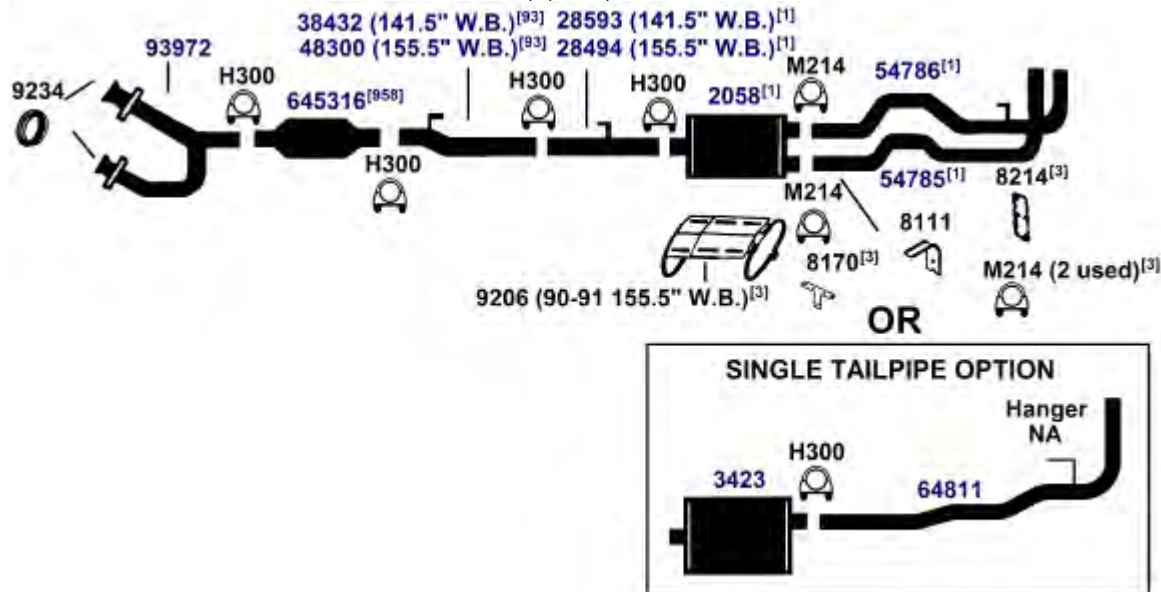 38432 (141.5" W.B.)[93] 28593 (141.5" W.B.)[1]
93972 48300 (155.5" W.B.)[93] 28494 (155.5" W.B.)[1]
9234
H300
645316[958]
H300
H300
H300
2058[1]
M214
54786[1]
M214
54785[1]
8214[3]
8111
8170[3]
M214 (2 used)[3]
9206 (90-91 155.5" W.B.)[3]
OR
SINGLE TAILPIPE OPTION
Hanger
NA
H300
3423
64811